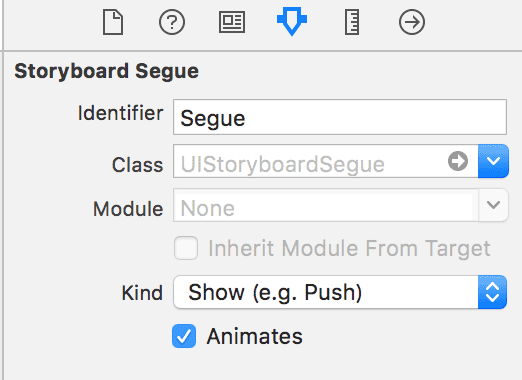 Storyboard Segue
Identifier Segue
Class UIStoryboardSegue
Module None
Inherit Module From Target
Kind Show (e.g. Push)
Animates